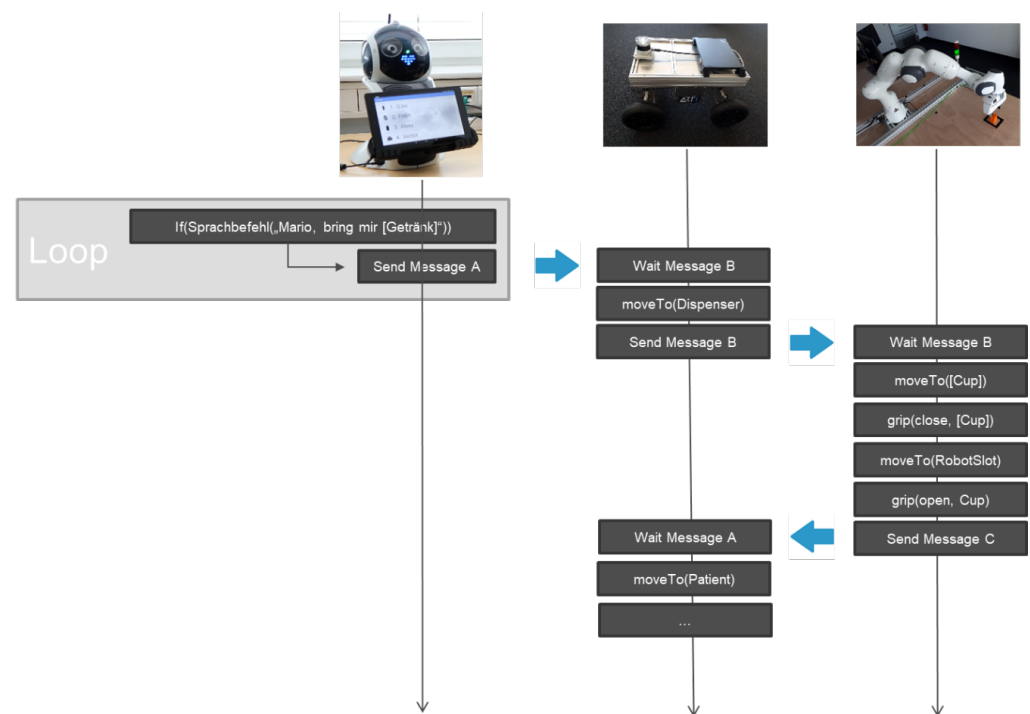 Loop
If(Sprachbefehl(„Mario, bring mir [Getränk]“))
Send Message A
Wait Message B
moveTo(Dispenser)
Send Message B
Wait Message B
moveTo([Cup])
grip(close, [Cup])
moveTo(RobotSlot)
grip(open, Cup)
Send Message C
Wait Message A
moveTo(Patient)
...